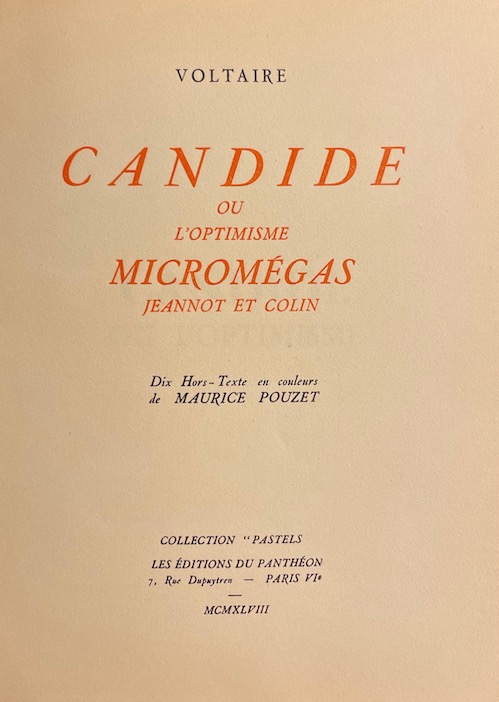 VOLTAIRE
CANDIDE
OU
L'OPTIMISME
MICROMÉGAS
JEANNOT ET COLIN
Dix Hors-Texte en couleurs
de MAURICE POUZET
COLLECTION "PASTELS
LES ÉDITIONS DU PANTHÉON
7, Rue Dupuytren — PARIS VIe
—
MCMXLVIII